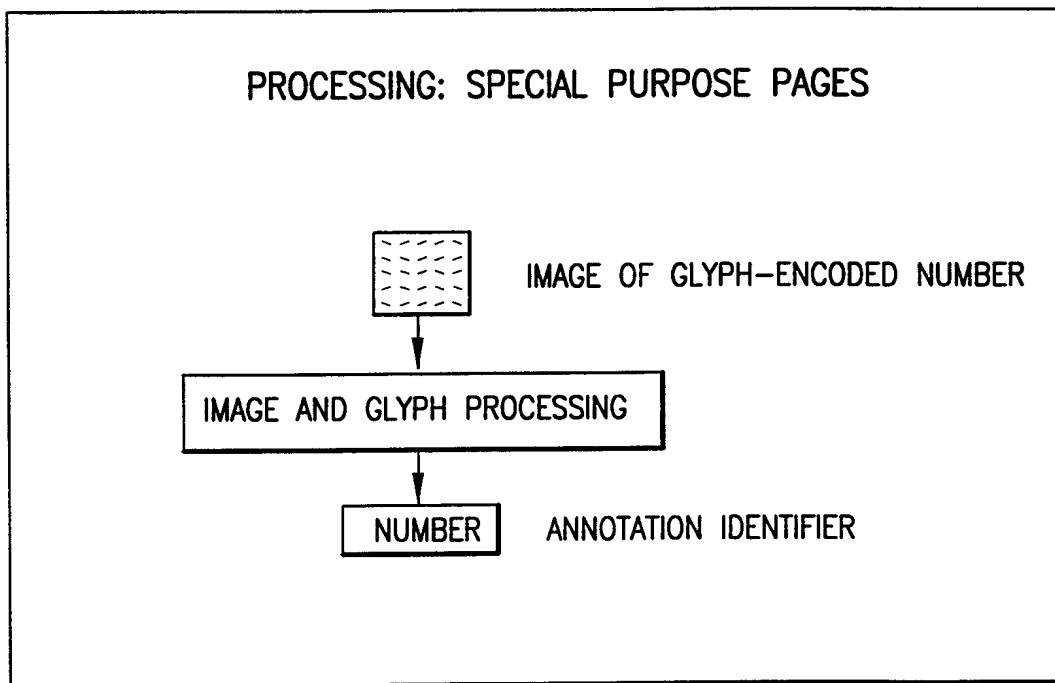 PROCESSING: SPECIAL PURPOSE PAGES
IMAGE OF GLYPH-ENCODED NUMBER
IMAGE AND GLYPH PROCESSING
NUMBER ANNOTATION IDENTIFIER